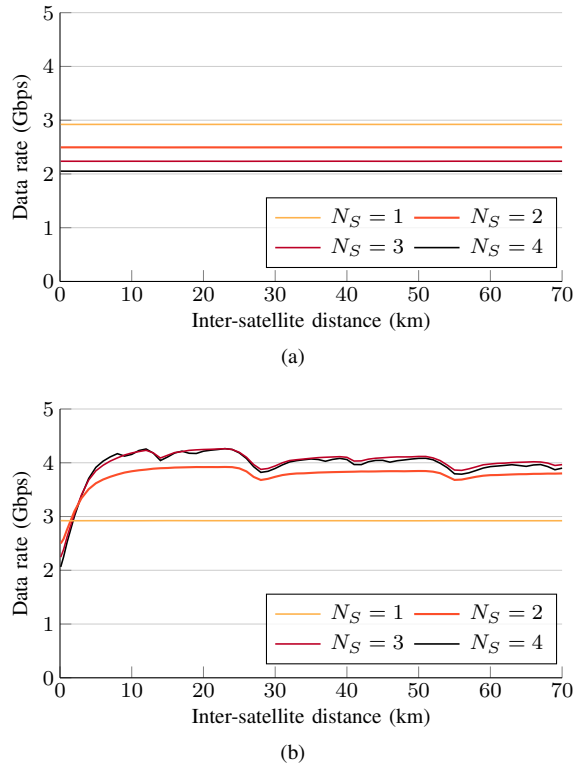 5
4
3
2
1
0
Data rate (Gbps)
N_S = 1 N_S = 2
N_S = 3 N_S = 4
0 10 20 30 40 50 60 70
Inter-satellite distance (km)
(a)
5
4
3
2
1
0
Data rate (Gbps)
N_S = 1 N_S = 2
N_S = 3 N_S = 4
0 10 20 30 40 50 60 70
Inter-satellite distance (km)
(b)